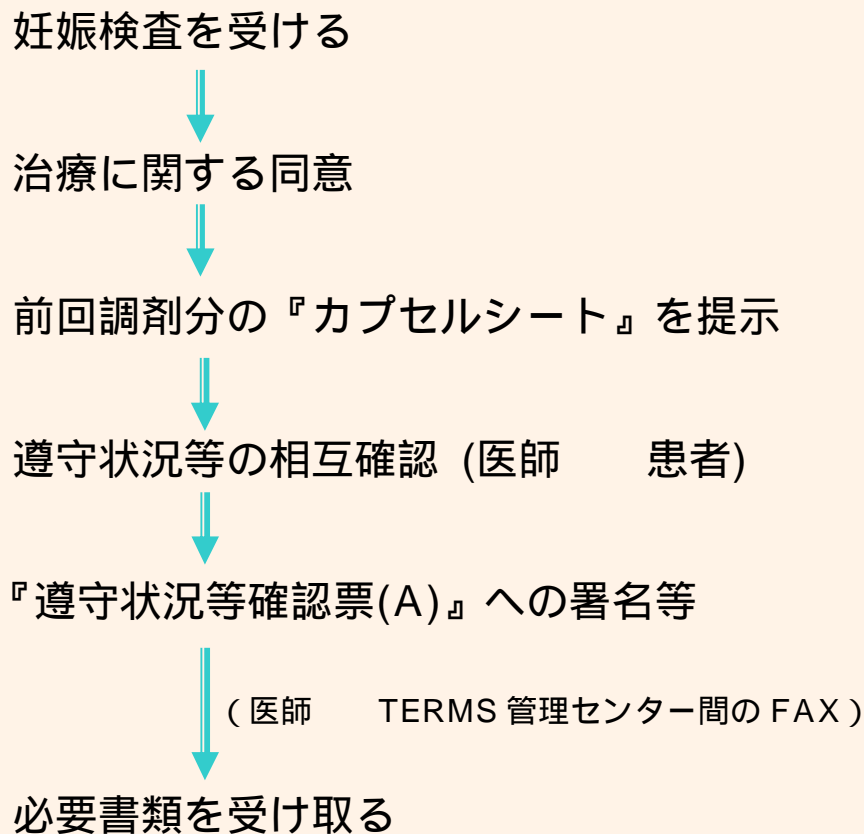 妊娠検査を受ける
治療に関する同意
前回調剤分の『カプセルシート』を提示
遵守状況等の相互確認 (医師　　患者)
『遵守状況等確認票(A)』への署名等
（医師　　TERMS 管理センター間の FAX）
必要書類を受け取る